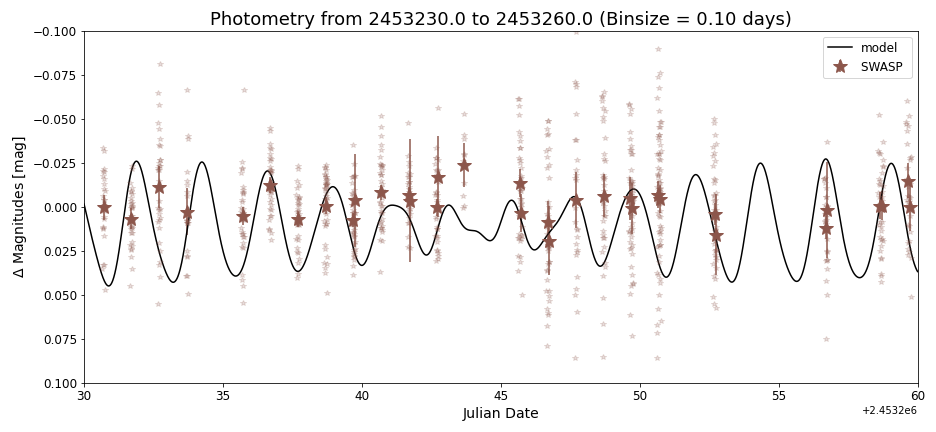 Photometry from 2453230.0 to 2453260.0 (Binsize = 0.10 days)
model
SWASP
Δ Magnitudes [mag]
−0.100
−0.075
−0.050
−0.025
0.000
0.025
0.050
0.075
0.100
30
35
40
45
50
55
60
Julian Date
+2.4532e6